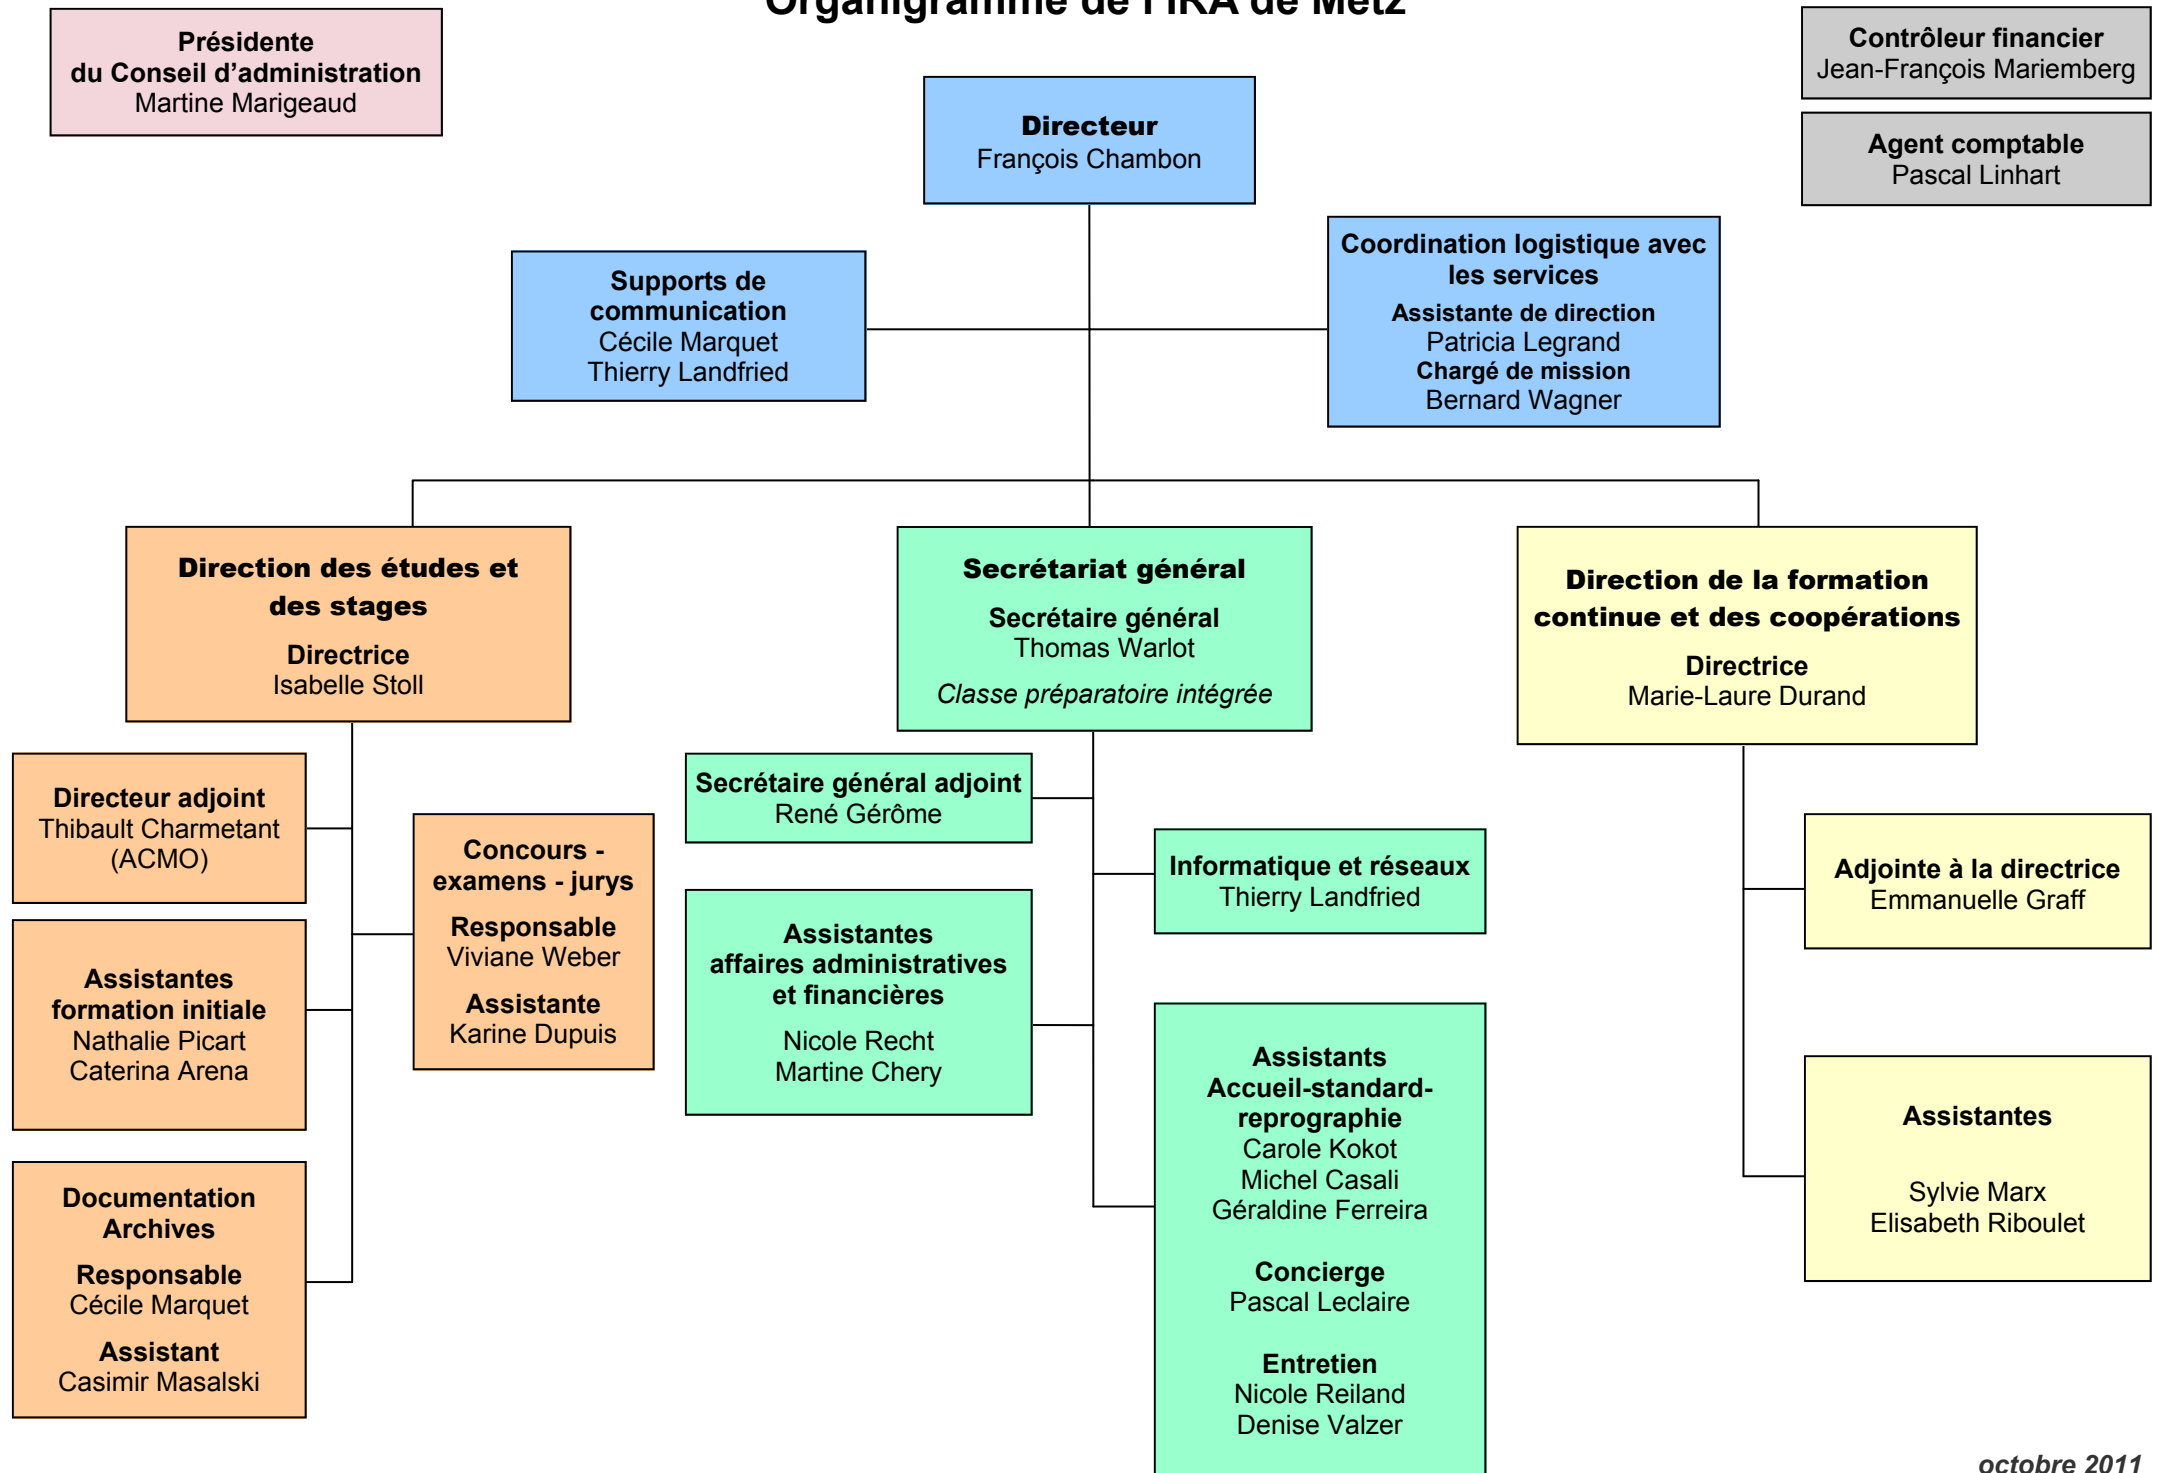 Organigramme de l'IRA de Metz
Présidente
du Conseil d'administration
Martine Marigeaud
Contrôleur financier
Jean-François Mariemberg
Agent comptable
Pascal Linhart
Directeur
François Chambon
Supports de
communication
Cécile Marquet
Thierry Landfried
Coordination logistique avec
les services
Assistante de direction
Patricia Legrand
Chargé de mission
Bernard Wagner
Direction des études et
des stages
Directrice
Isabelle Stoll
Directeur adjoint
Thibault Charmetant
(ACMO)
Assistantes
formation initiale
Nathalie Picart
Caterina Arena
Documentation
Archives
Responsable
Cécile Marquet
Assistant
Casimir Masalski
Concours -
examens - jurys
Responsable
Viviane Weber
Assistante
Karine Dupuis
Secrétariat général
Secrétaire général
Thomas Warlot
Classe préparatoire intégrée
Secrétaire général adjoint
René Gérôme
Assistantes
affaires administratives
et financières
Nicole Recht
Martine Chery
Informatique et réseaux
Thierry Landfried
Assistants
Accueil-standard-
reprographie
Carole Kokot
Michel Casali
Géraldine Ferreira
Concierge
Pascal Leclaire
Entretien
Nicole Reiland
Denise Valzer
Direction de la formation
continue et des coopérations
Directrice
Marie-Laure Durand
Adjointe à la directrice
Emmanuelle Graff
Assistantes
Sylvie Marx
Elisabeth Riboulet
octobre 2011